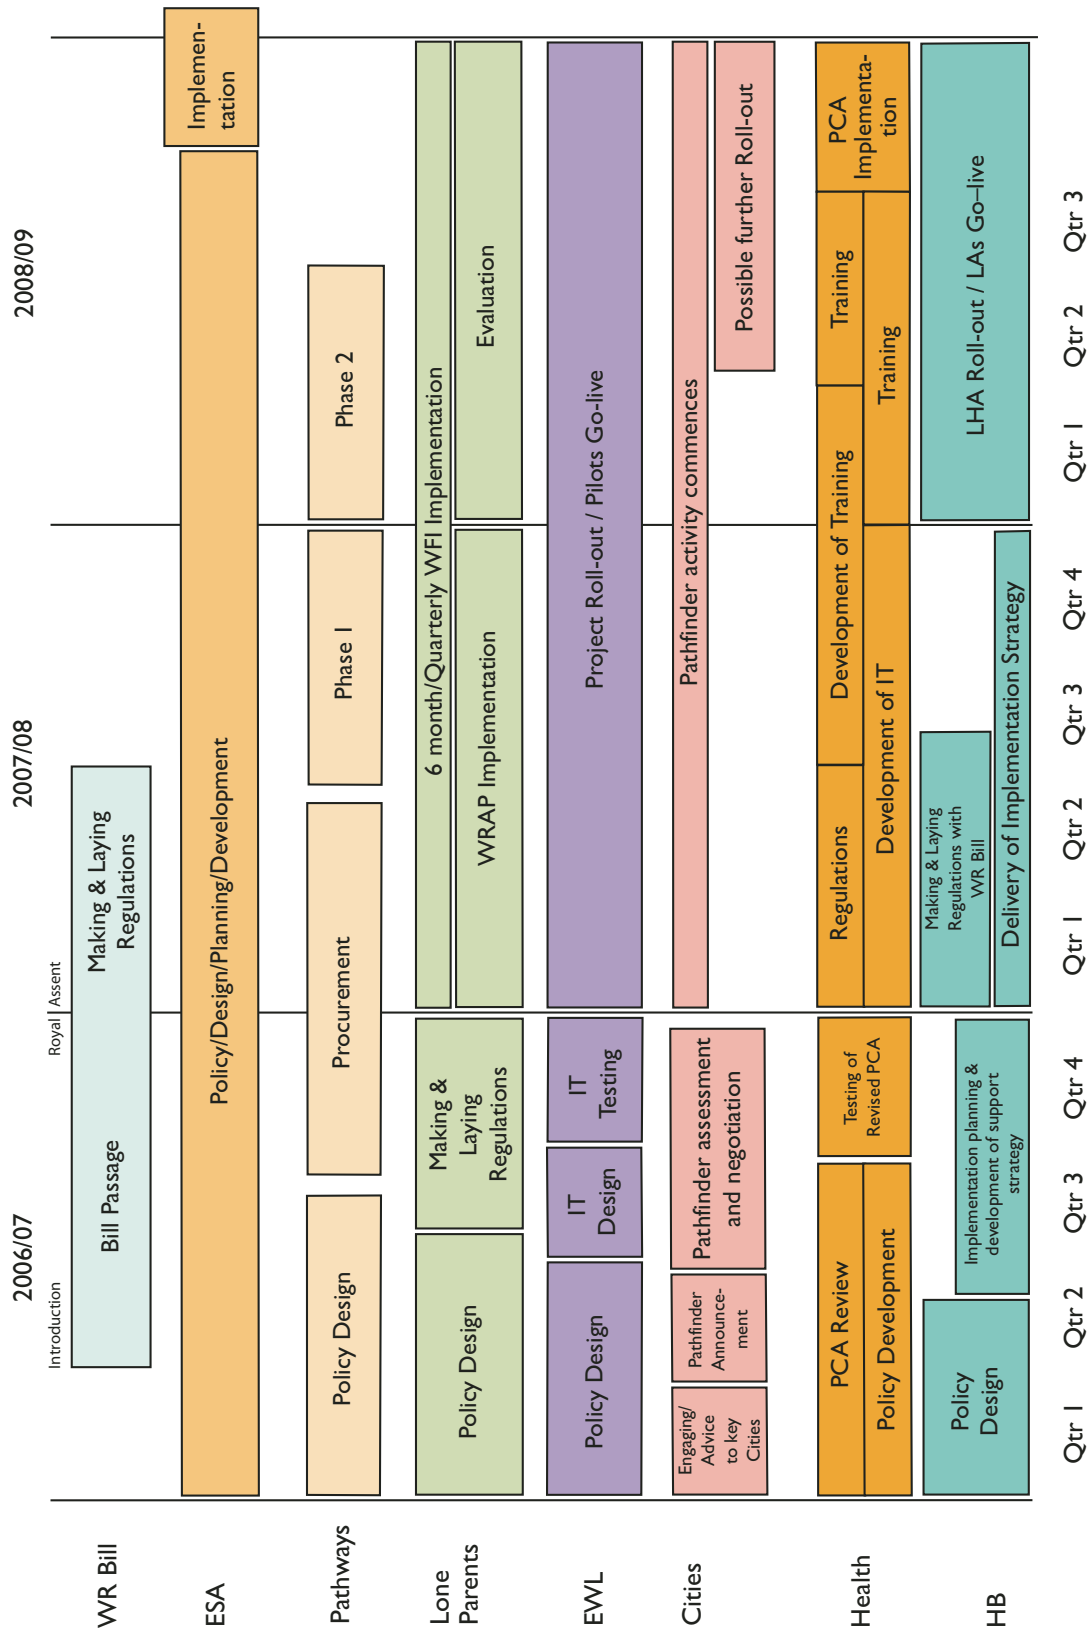 2006/07
2007/08
2008/09
Introduction
Royal
Assent
WR Bill
Bill Passage
Making & Laying
Regulations
ESA
Policy/Design/Planning/Development
Implemen-
tation
Pathways
Policy Design
Procurement
Phase 1
Phase 2
Lone
Parents
Policy Design
Making &
Laying
Regulations
6 month/Quarterly WFI Implementation
WRAP Implementation
Evaluation
EWL
Policy Design
IT
Design
IT
Testing
Project Roll-out / Pilots Go-live
Cities
Engaging/
Advice
to key
Cities
Pathfinder
Announce-
ment
Pathfinder assessment
and negotiation
Pathfinder activity commences
Possible further Roll-out
Health
PCA Review
Policy Development
Testing of
Revised PCA
Regulations
Development of Training
Training
Development of IT
Training
PCA
Implementa-
tion
HB
Policy
Design
Implementation planning &
development of support
strategy
Making & Laying
Regulations with
WR Bill
Delivery of Implementation Strategy
LHA Roll-out / LAs Go–live
Qtr 1
Qtr 2
Qtr 3
Qtr 4
Qtr 1
Qtr 2
Qtr 3
Qtr 4
Qtr 1
Qtr 2
Qtr 3